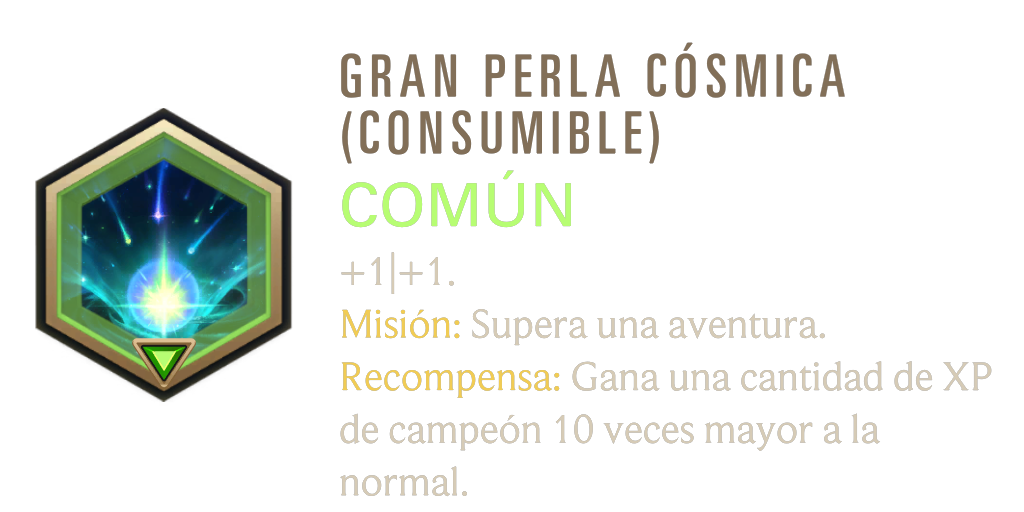 GRAN PERLA CÓSMICA
(CONSUMIBLE)
COMÚN
+1|+1.
Misión: Supera una aventura.
Recompensa: Gana una cantidad de XP
de campeón 10 veces mayor a la
normal.